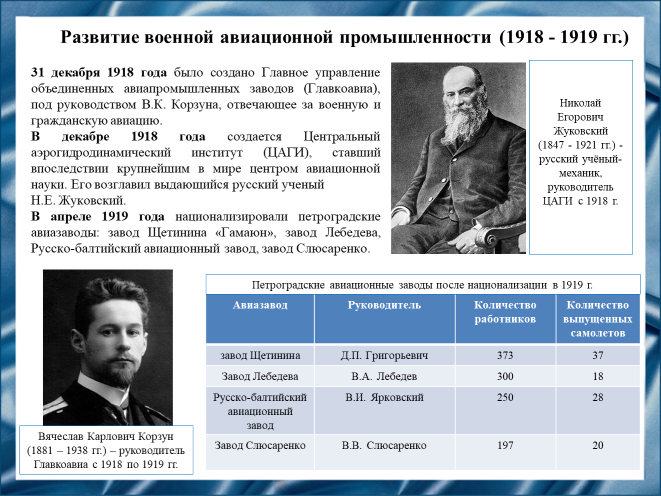 Развитие военной авиационной промышленности (1918 - 1919 гг.)
31 декабря 1918 года было создано Главное управление
объединенных авиапромышленных заводов (Главкоавиа),
под руководством В.К. Корзуна, отвечающее за военную и
гражданскую авиацию.
В декабре 1918 года создается Центральный
аэрогидродинамический институт (ЦАГИ), ставший
впоследствии крупнейшим в мире центром авиационной
науки. Его возглавил выдающийся русский ученый
Н.Е. Жуковский.
В апреле 1919 года национализировали петроградские
авиазаводы: завод Щетинина «Гамаюн», завод Лебедева,
Русско-балтийский авиационный завод, завод Слюсаренко.
Николай
Егорович
Жуковский
(1847 - 1921 гг.) -
русский учёный-
механик,
руководитель
ЦАГИ с 1918 г.
Вячеслав Карлович Корзун
(1881 – 1938 гг.) – руководитель
Главкоавиа с 1918 по 1919 гг.
Петроградские авиационные заводы после национализации в 1919 г.
Авиазавод Руководитель Количество работников Количество выпущенных самолетов
завод Щетинина Д.П. Григорьевич 373 37
Завод Лебедева В.А. Лебедев 300 18
Русско-балтийский авиационный завод В.И. Ярковский 250 28
Завод Слюсаренко В.В. Слюсаренко 197 20